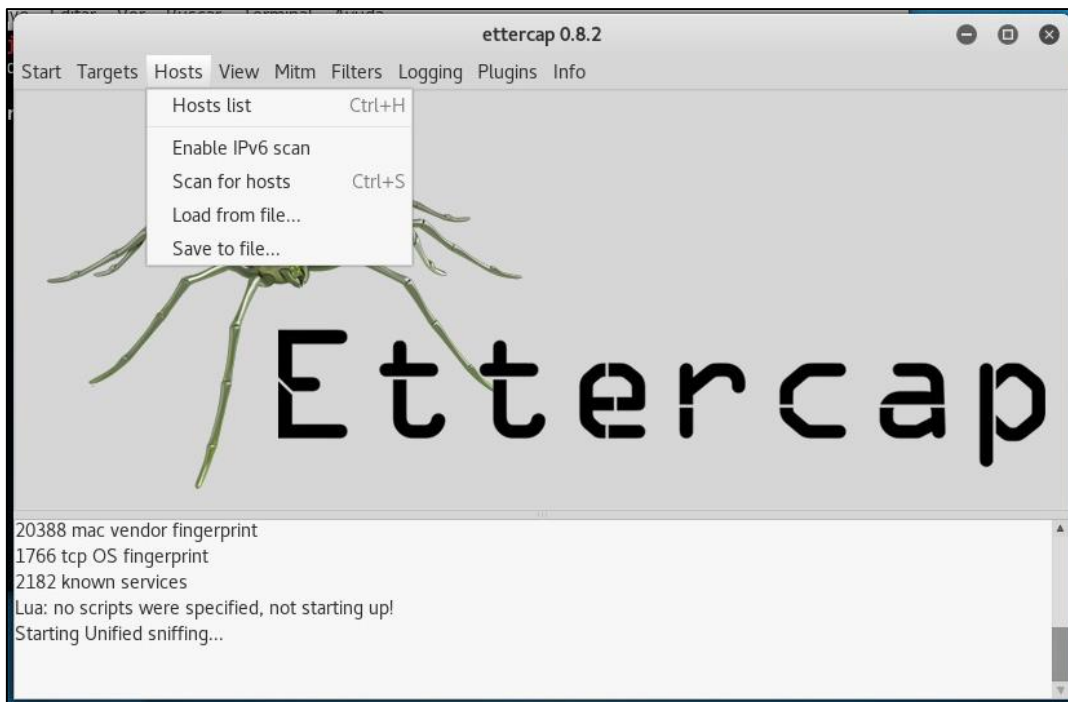 ettercap 0.8.2
Start Targets Hosts View Mitm Filters Logging Plugins Info
Hosts list Ctrl+H
Enable IPv6 scan
Scan for hosts Ctrl+S
Load from file...
Save to file...
Ettercap
20388 mac vendor fingerprint
1766 tcp OS fingerprint
2182 known services
Lua: no scripts were specified, not starting up!
Starting Unified sniffing...